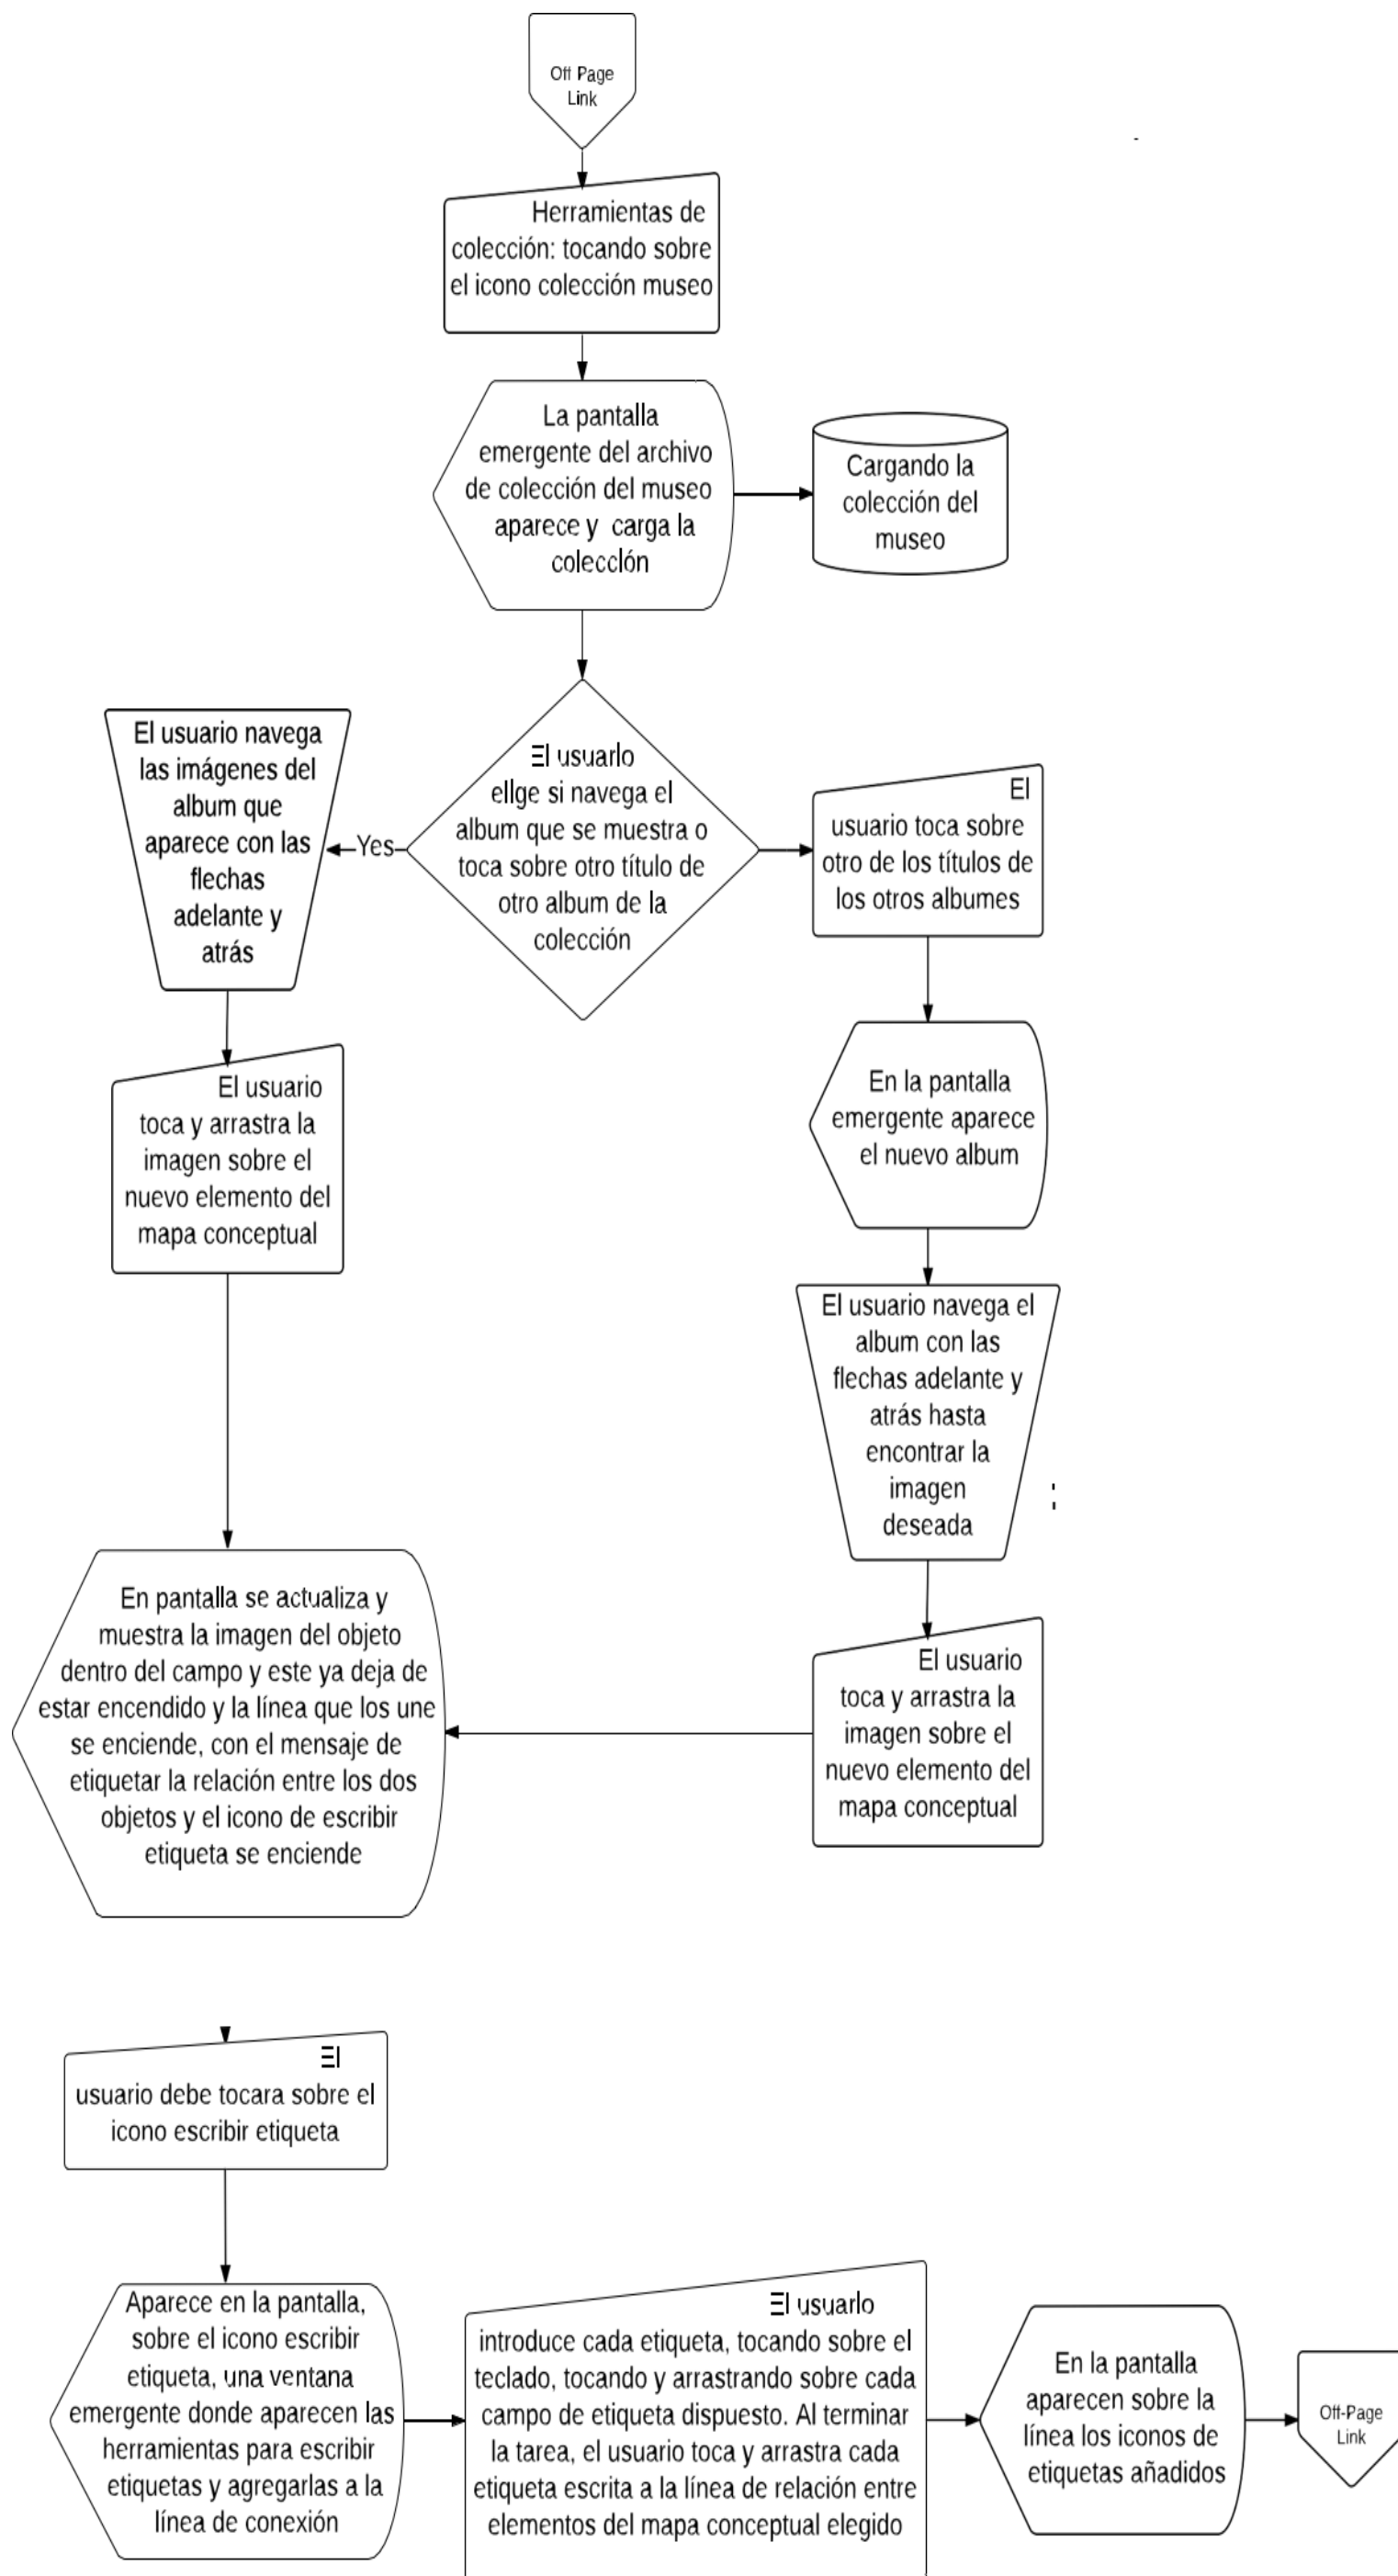 Off Page
Link
Herramientas de
colección: tocando sobre
el icono colección museo
La pantalla
emergente del archivo
de colección del museo
aparece y carga la
colección
Cargando la
colección del
museo
El usuario
elige si navega el
album que se muestra o
toca sobre otro título de
otro album de la
colección
Yes
El usuario navega
las imágenes del
album que
aparece con las
flechas
adelante y
atrás
El
usuario toca sobre
otro de los títulos de
los otros albumes
El usuario
toca y arrastra la
imagen sobre el
nuevo elemento del
mapa conceptual
En la pantalla
emergente aparece
el nuevo album
El usuario navega el
album con las
flechas adelante y
atrás hasta
encontrar la
imagen
deseada
El usuario
toca y arrastra la
imagen sobre el
nuevo elemento del
mapa conceptual
En pantalla se actualiza y
muestra la imagen del objeto
dentro del campo y este ya deja de
estar encendido y la línea que los une
se enciende, con el mensaje de
etiquetar la relación entre los dos
objetos y el icono de escribir
etiqueta se enciende
El
usuario debe tocara sobre el
icono escribir etiqueta
Aparece en la pantalla,
sobre el icono escribir
etiqueta, una ventana
emergente donde aparecen las
herramientas para escribir
etiquetas y agregarlas a la
línea de conexión
El usuario
introduce cada etiqueta, tocando sobre el
teclado, tocando y arrastrando sobre cada
campo de etiqueta dispuesto. Al terminar
la tarea, el usuario toca y arrastra cada
etiqueta escrita a la línea de relación entre
elementos del mapa conceptual elegido
En la pantalla
aparecen sobre la
línea los iconos de
etiquetas añadidos
Off-Page
Link